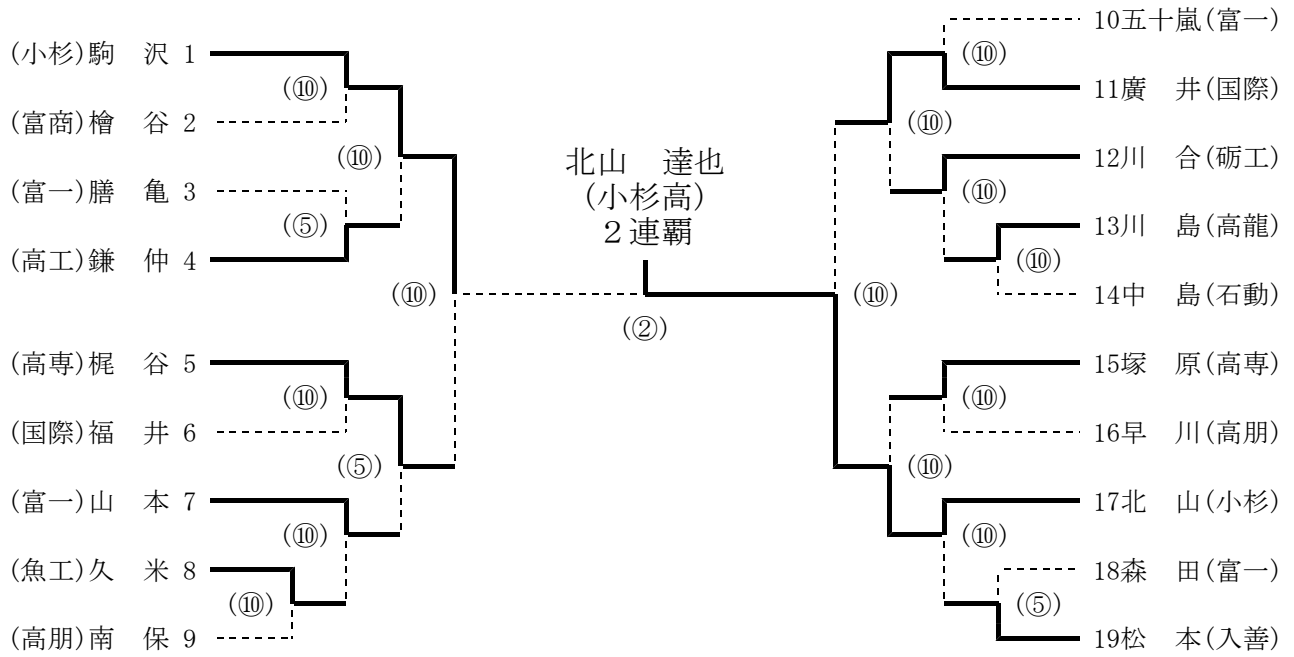 (小杉)駒　沢 1
(⑩)
(富商)檜　谷 2
(⑩)
(富一)膳　亀 3
(⑤)
(高工)鎌　仲 4
(⑩)
(高専)梶　谷 5
(⑩)
(国際)福　井 6
(⑤)
(富一)山　本 7
(⑩)
(魚工)久　米 8
(⑩)
(高朋)南　保 9
北山　達也
(小杉高)
２連覇
(②)
10五十嵐(富一)
(⑩)
11廣　井(国際)
(⑩)
12川　合(砺工)
(⑩)
13川　島(高龍)
(⑩)
14中　島(石動)
(⑩)
15塚　原(高専)
(⑩)
16早　川(高朋)
(⑩)
17北　山(小杉)
(⑩)
18森　田(富一)
(⑤)
19松　本(入善)